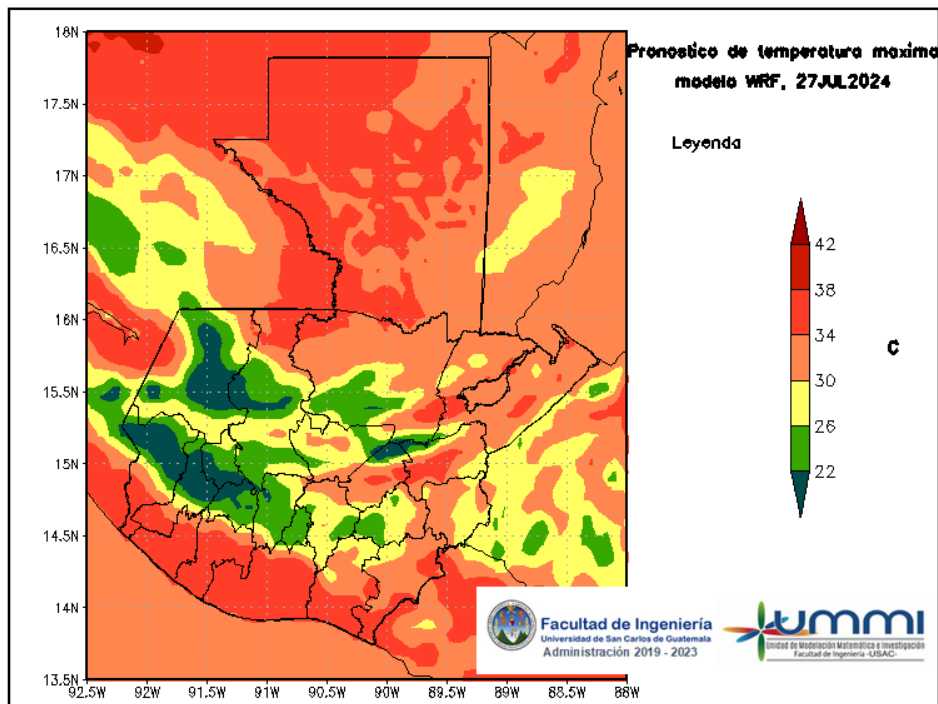 Pronostico de temperatura maxima
modelo WRF, 27JUL2024
Leyenda
42
38
34
30
26
22
C
18N
17.5N
17N
16.5N
16N
15.5N
15N
14.5N
14N
13.5N
92.5W
92W
91.5W
91W
90.5W
90W
89.5W
89W
88.5W
88W
Facultad de Ingeniería
Universidad de San Carlos de Guatemala
Administración 2019 - 2023
ummi
Unidad de Modelación Matemática e Investigación
Facultad de Ingeniería -USAC-